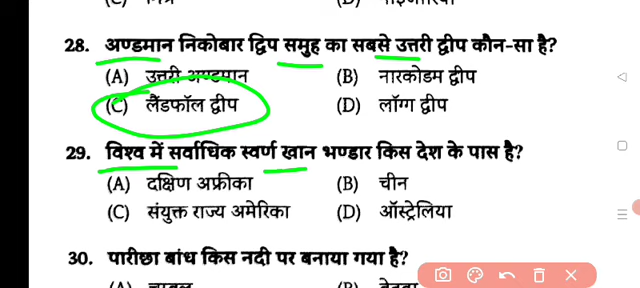 28. अण्डमान निकोबार द्विप समुह का सबसे उत्तरी द्वीप कौन-सा है?
(A) उत्तरी अण्डमान (B) नारकोडम द्वीप
(C) लैंडफॉल द्वीप (D) लॉग्ग द्वीप
29. विश्व में सर्वाधिक स्वर्ण खान भण्डार किस देश के पास है?
(A) दक्षिण अफ्रीका (B) चीन
(C) संयुक्त राज्य अमेरिका (D) ऑस्ट्रेलिया
30. पारीछा बांध किस नदी पर बनाया गया है?